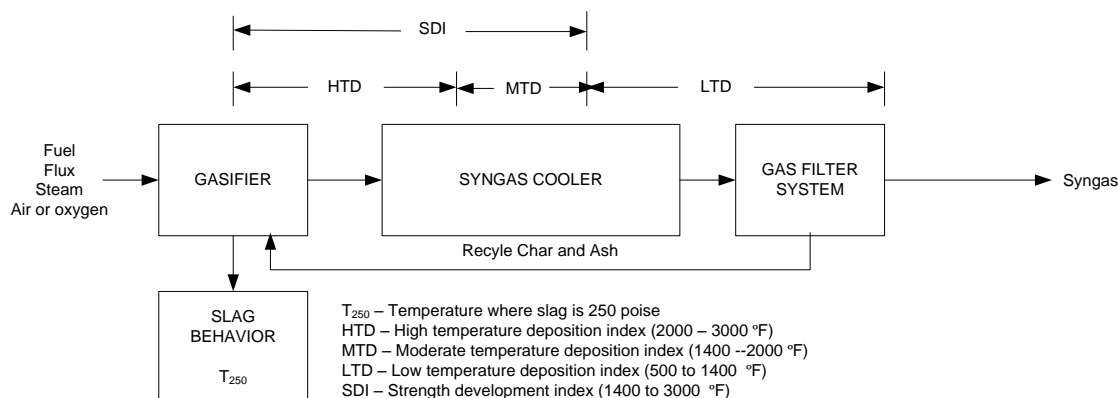 SDI
HTD
MTD
LTD
Fuel
Flux
Steam
Air or oxygen
GASIFIER
SYNGAS COOLER
GAS FILTER
SYSTEM
Syngas
Recyle Char and Ash
SLAG
BEHAVIOR
T₂₅₀
T₂₅₀ – Temperature where slag is 250 poise
HTD – High temperature deposition index (2000 – 3000 ºF)
MTD – Moderate temperature deposition index (1400 --2000 ºF)
LTD – Low temperature deposition index (500 to 1400  ºF)
SDI – Strength development index (1400 to 3000  ºF)